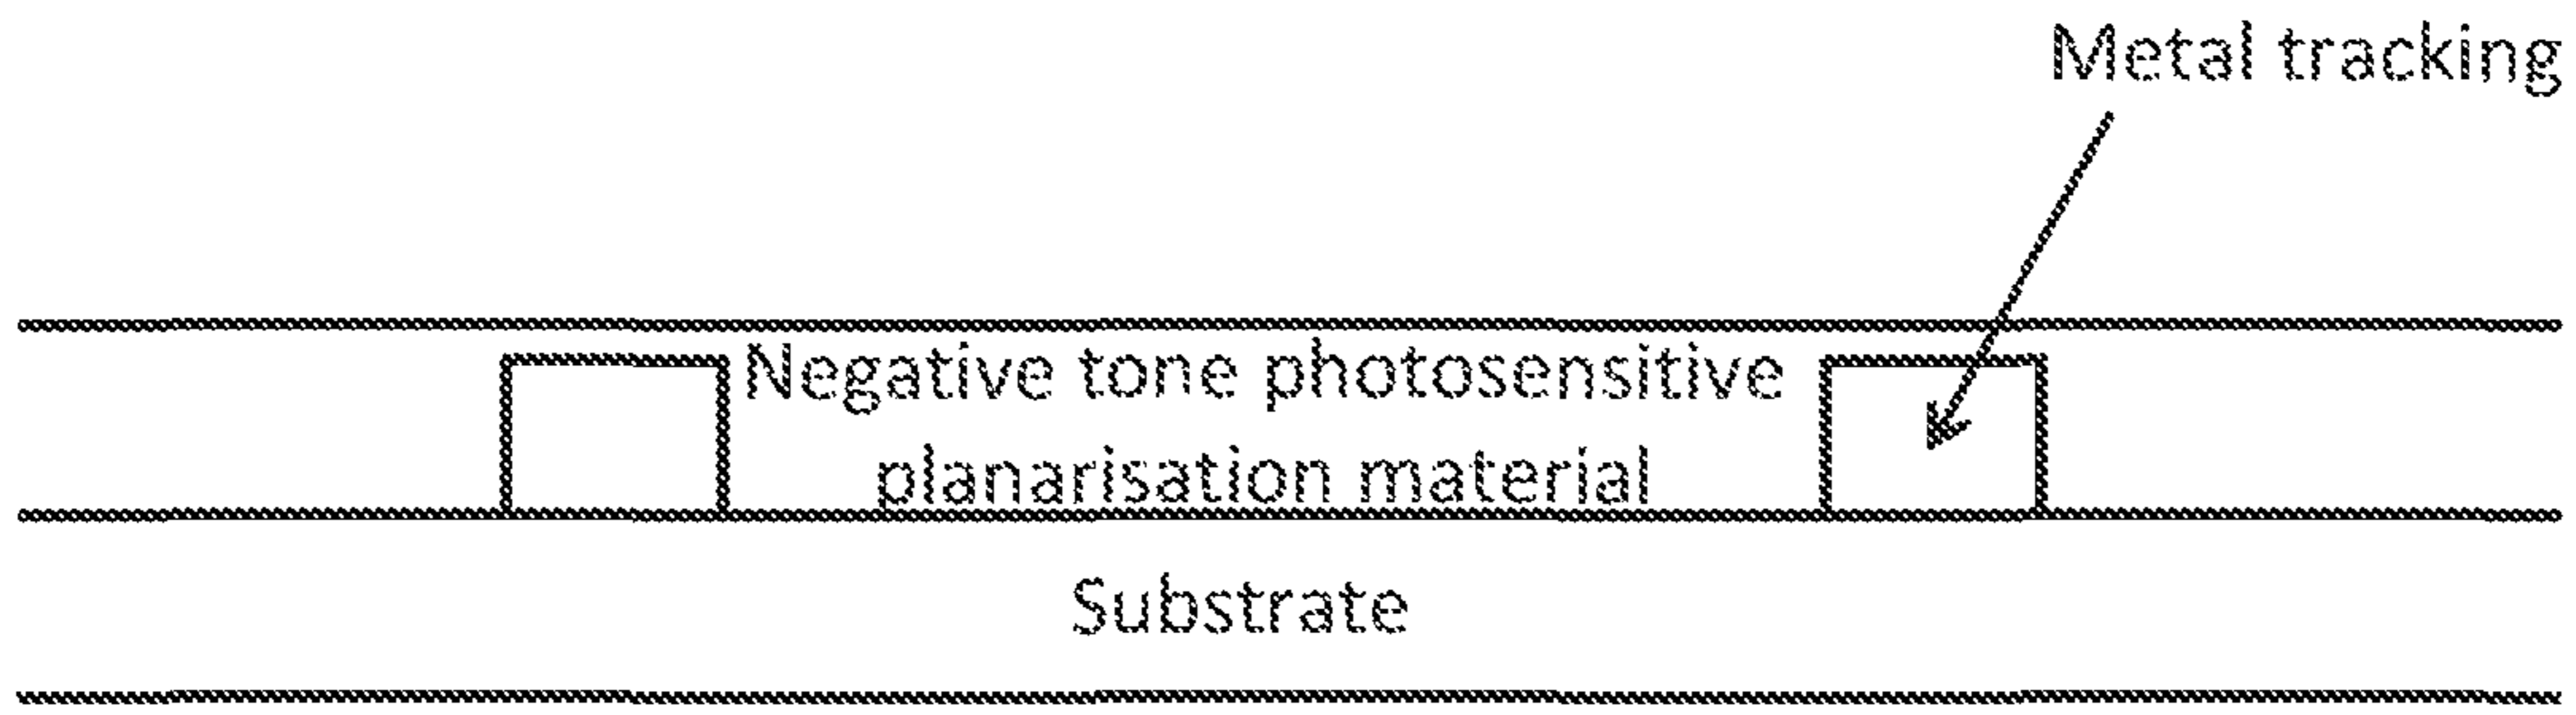 Metal tracking
Negative tone photosensitive
planarisation material
Substrate